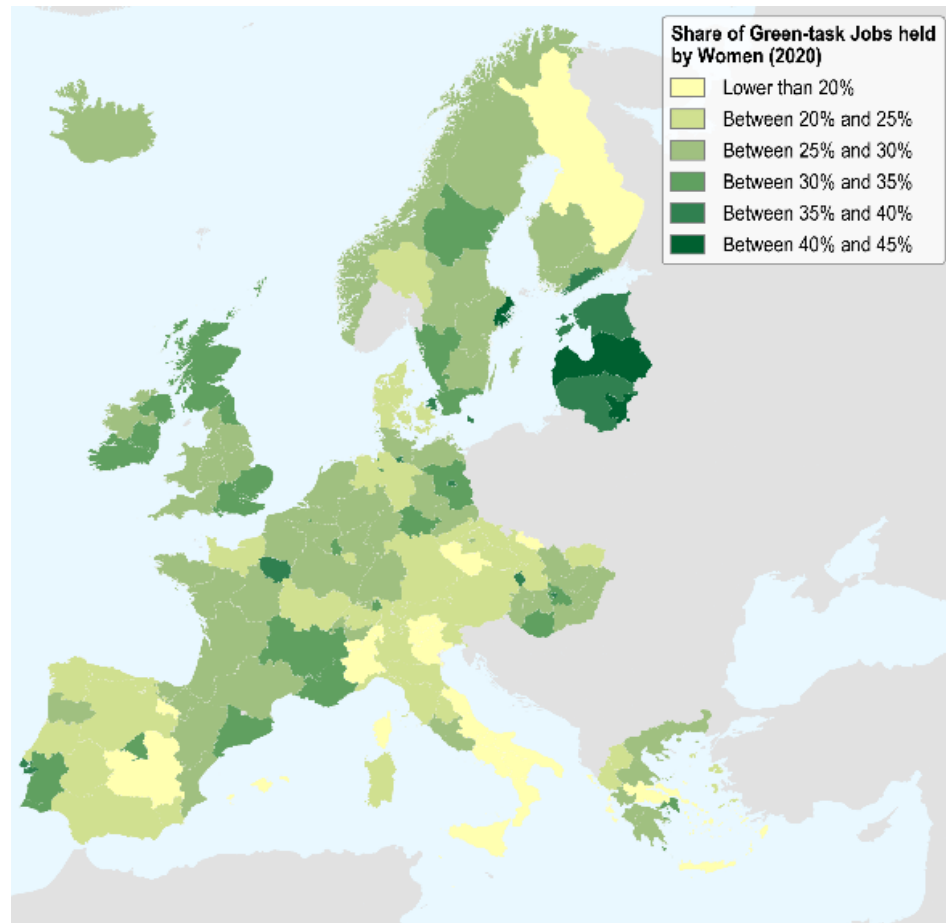 Share of Green-task Jobs held
by Women (2020)
Lower than 20%
Between 20% and 25%
Between 25% and 30%
Between 30% and 35%
Between 35% and 40%
Between 40% and 45%